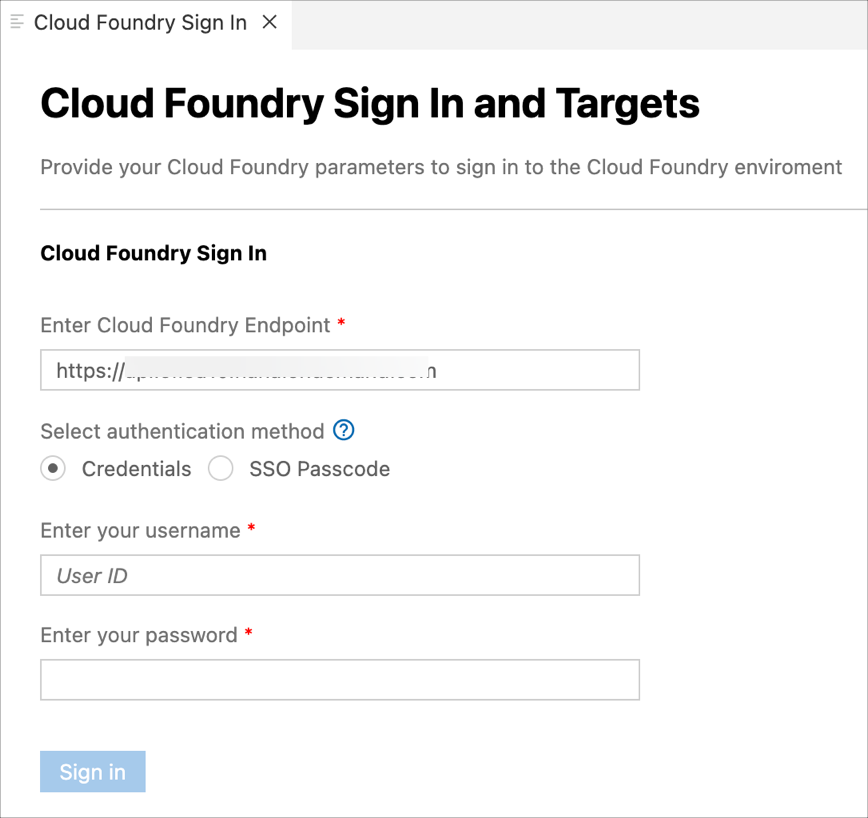 Cloud Foundry Sign In
Cloud Foundry Sign In and Targets
Provide your Cloud Foundry parameters to sign in to the Cloud Foundry enviroment
Cloud Foundry Sign In
Enter Cloud Foundry Endpoint *
https://
Select authentication method ?
Credentials SSO Passcode
Enter your username *
User ID
Enter your password *
Sign in